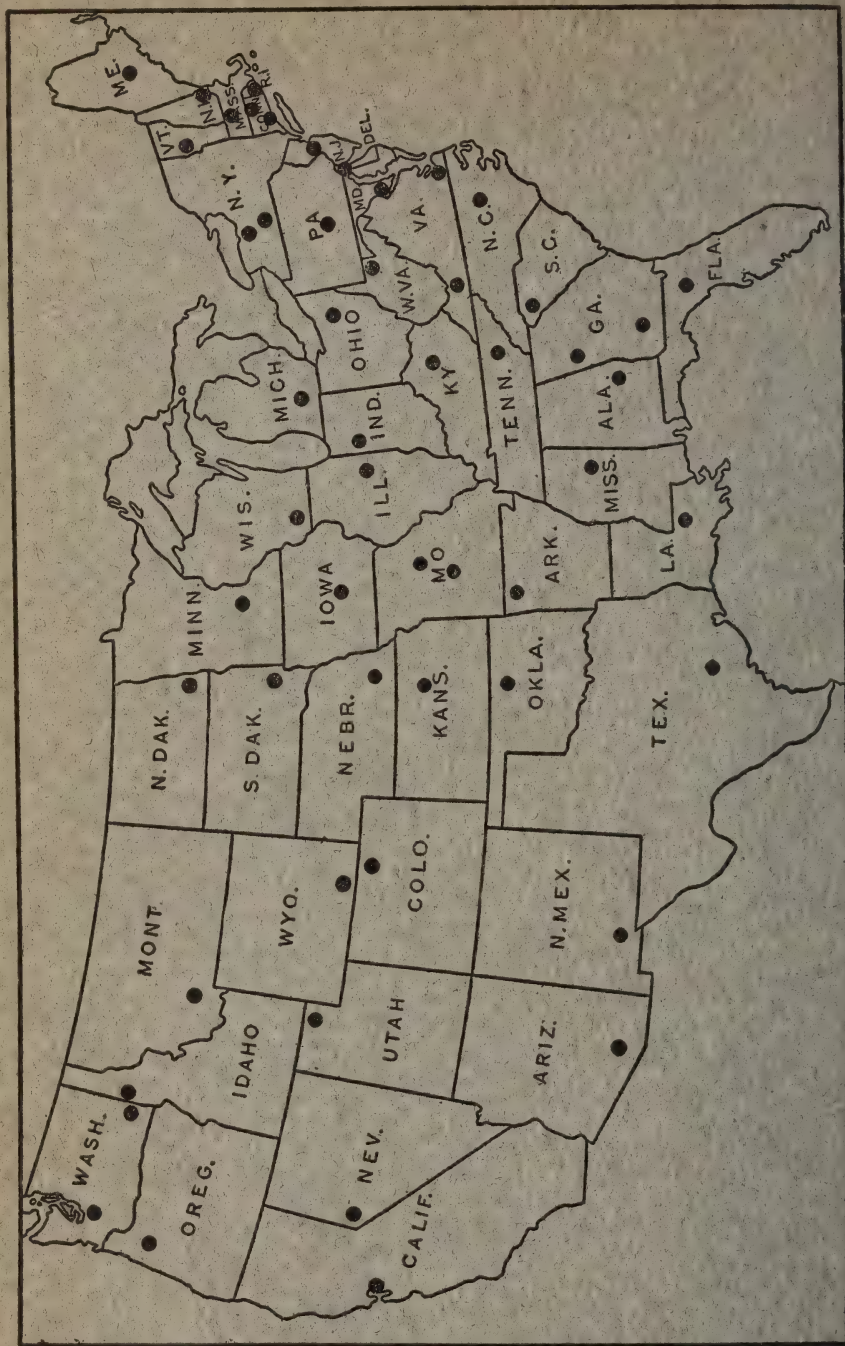 WASH.
MONT
N. DAK.
MINN.
ME.
VT.
OREG.
IDAHO
S. DAK.
WIS.
MICH.
N.Y.
MASS.
R.I.
WYO.
NEBR.
IOWA
PA
N.J.
NEV.
UTAH
COLO.
KANS.
MO
ILL.
IND.
OHIO
W.VA.
MD.
DEL.
VA.
KY
CALIF.
ARIZ.
N. MEX.
OKLA.
ARK.
TENN.
N.C.
S.C.
TEX.
LA.
MISS.
ALA.
GA.
FLA.